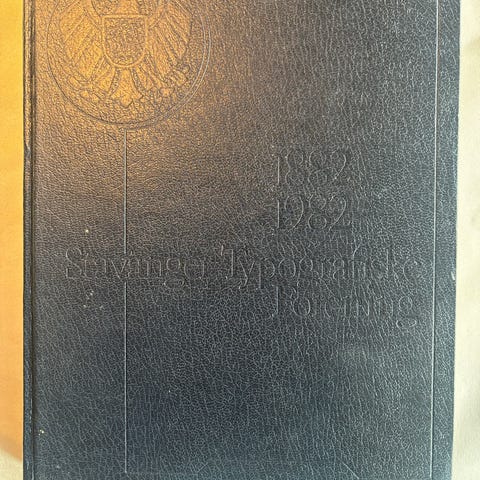 1882
1982
Stavanger Typografiske
Forening